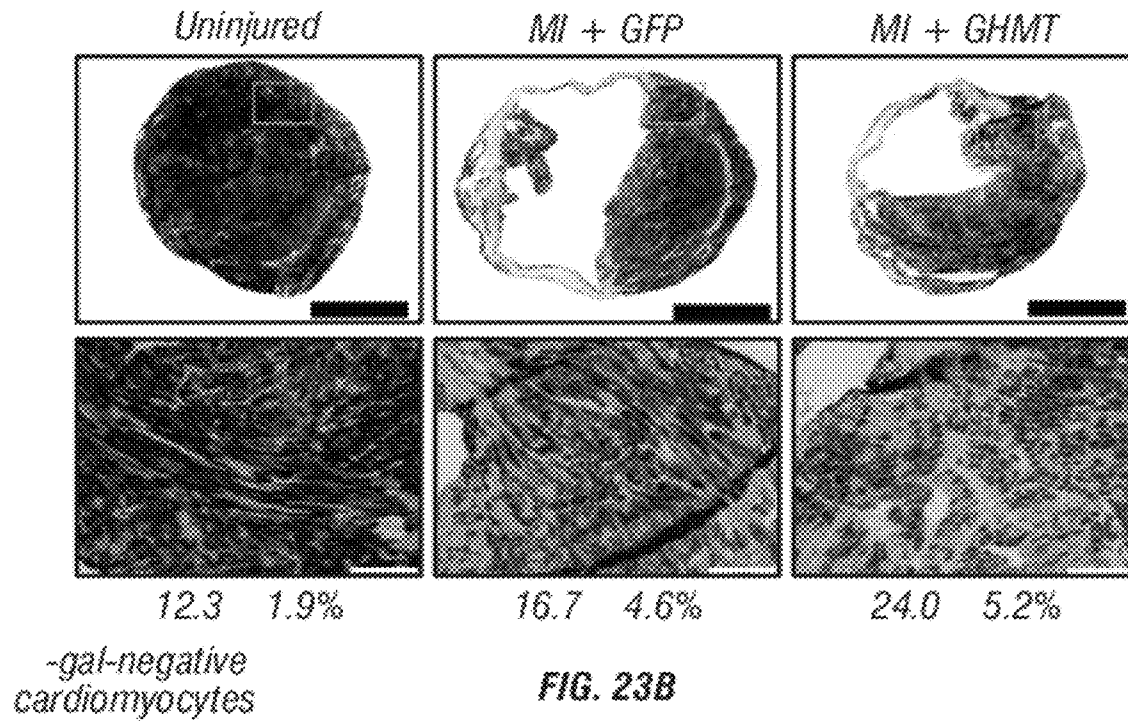 Uninjured MI + GFP MI + GHMT
12.3 1.9% 16.7 4.6% 24.0 5.2%
-gal-negative
cardiomyocytes
FIG. 23B